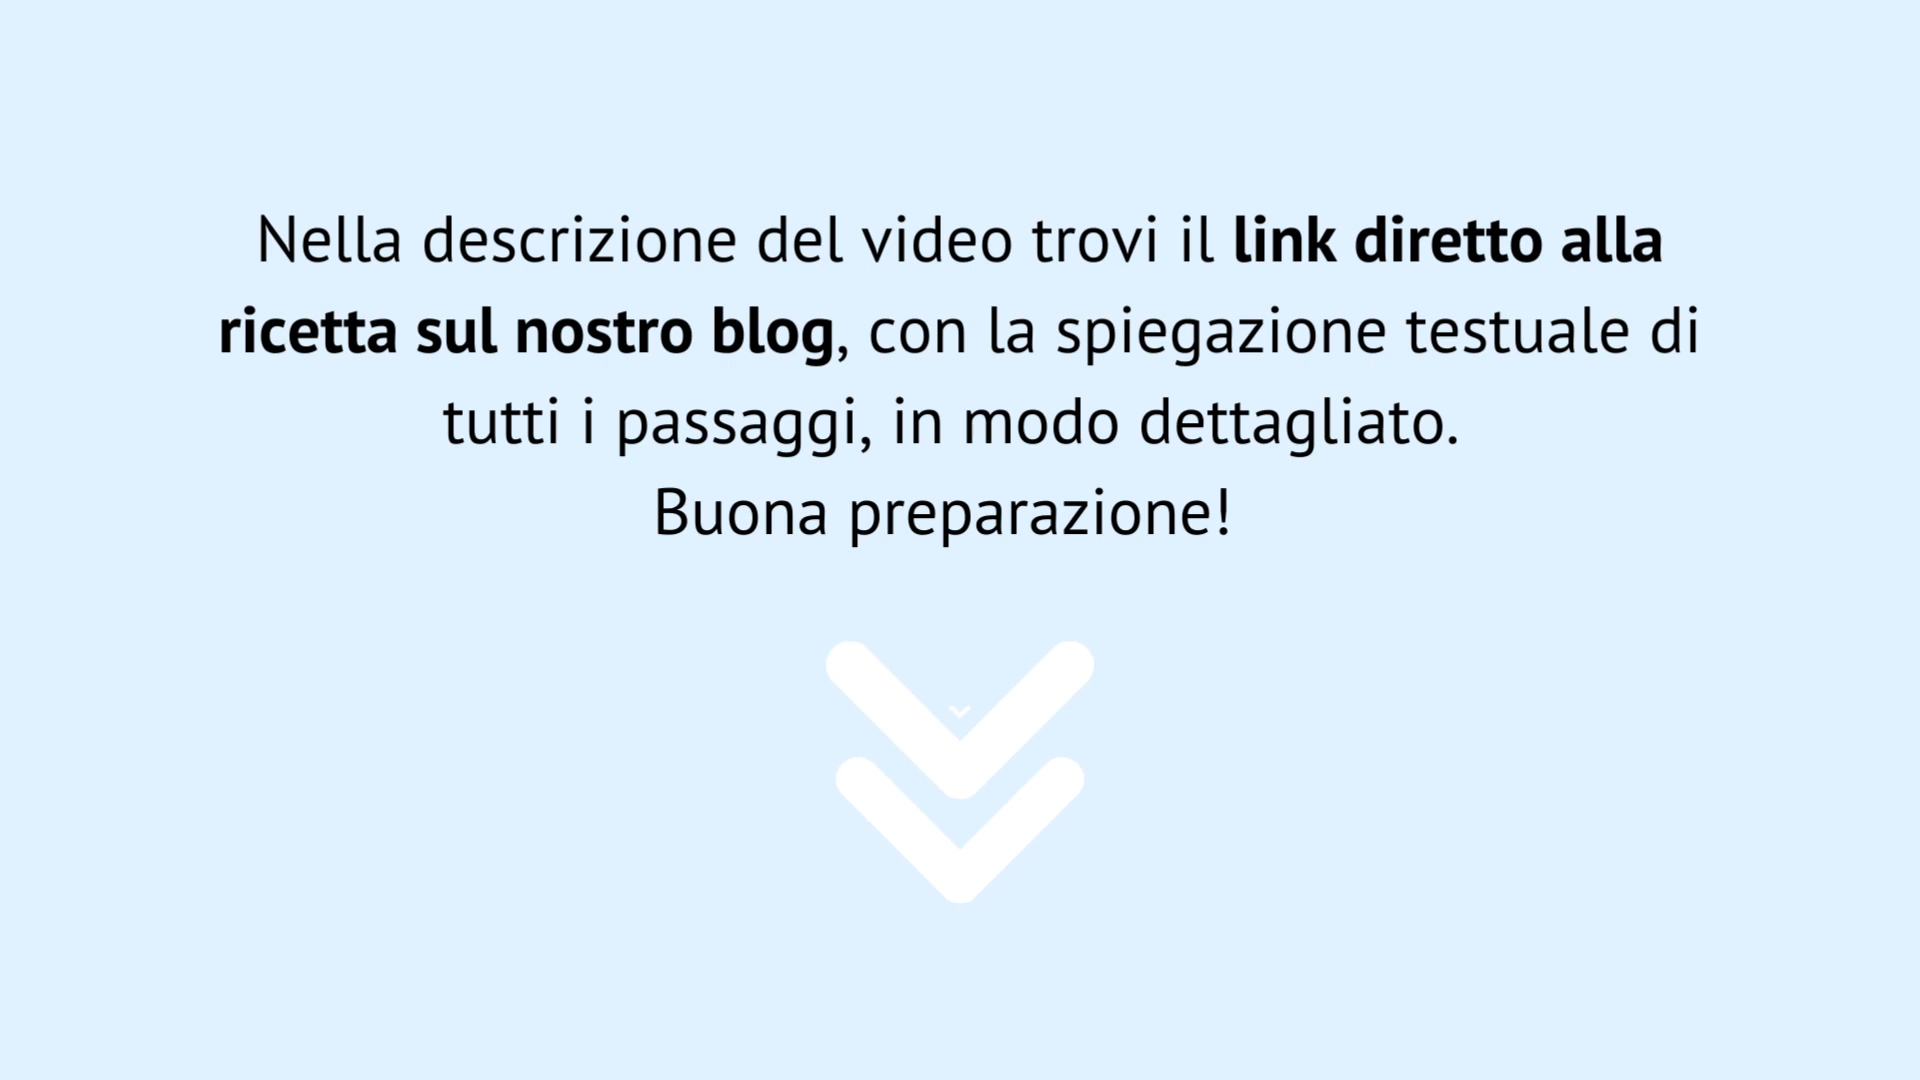 Nella descrizione del video trovi il link diretto alla
ricetta sul nostro blog, con la spiegazione testuale di
tutti i passaggi, in modo dettagliato.
Buona preparazione!